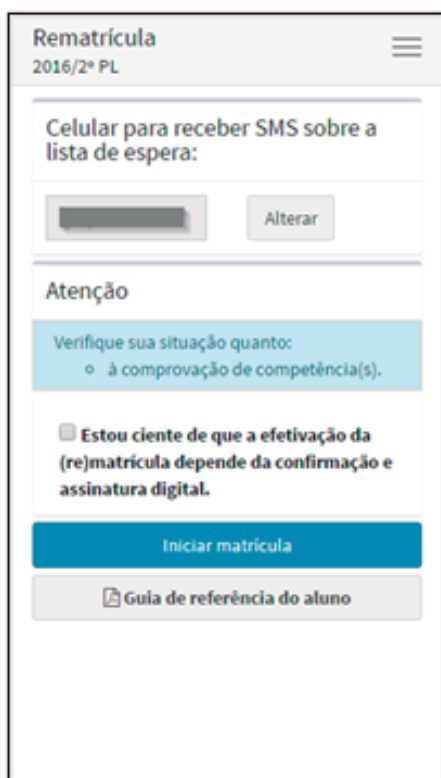 Rematrícula
2016/2º PL
Celular para receber SMS sobre a
lista de espera:
Alterar
Atenção
Verifique sua situação quanto:
à comprovação de competência(s).
Estou ciente de que a efetivação da
(re)matrícula depende da confirmação e
assinatura digital.
Iniciar matrícula
Guia de referência do aluno